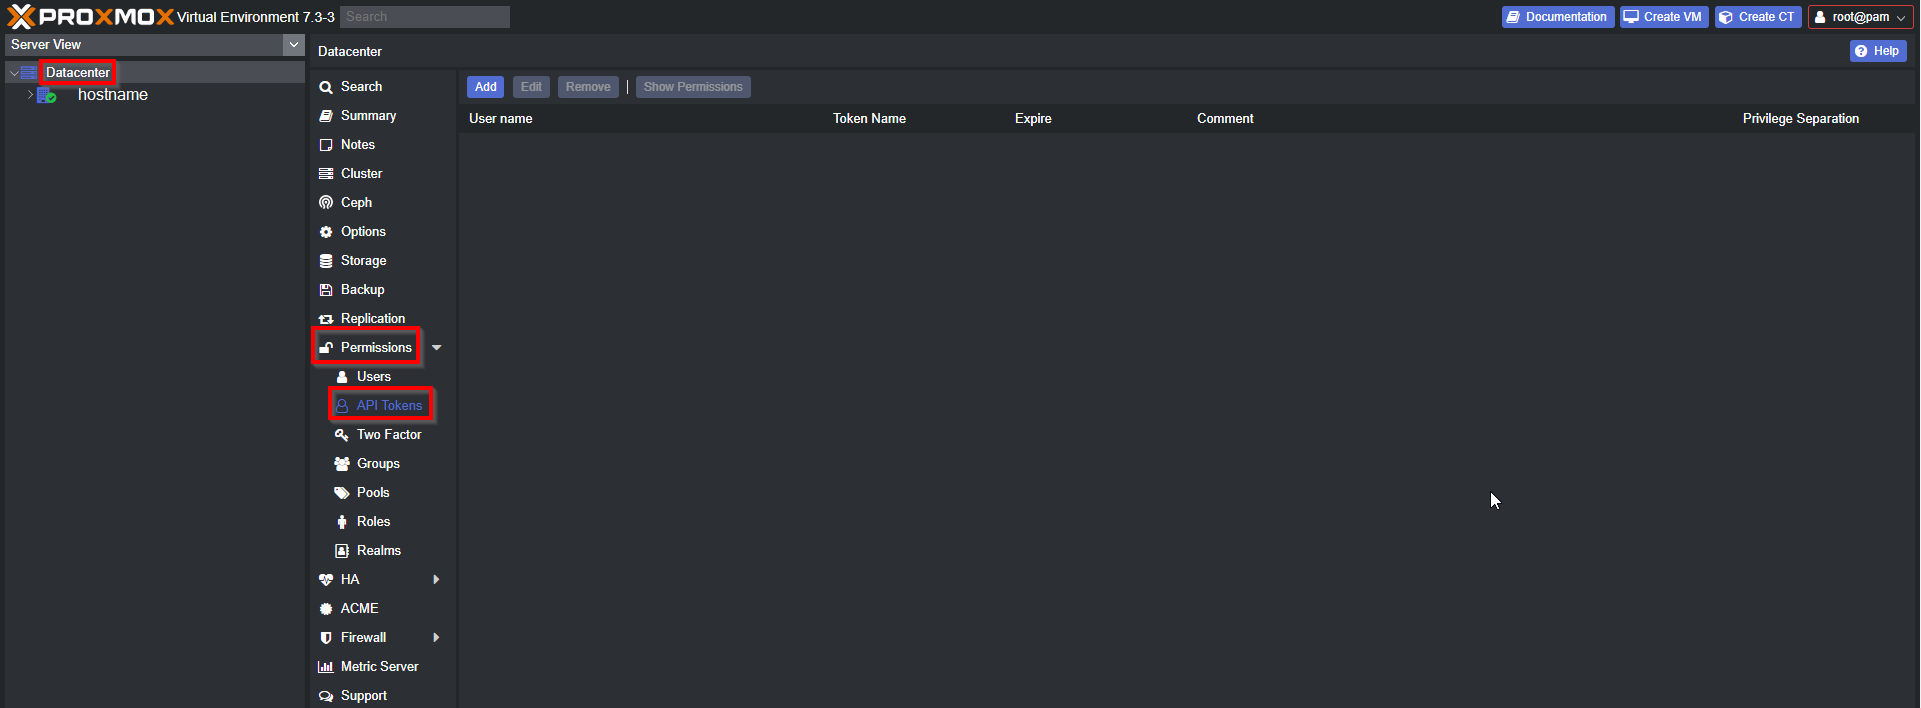 PROXMOX Virtual Environment 7.3-3 Search Documentation Create VM Create CT root@pam
Server View
Datacenter
hostname
Datacenter Help
Search
Summary
Notes
Cluster
Ceph
Options
Storage
Backup
Replication
Permissions
Users
API Tokens
Two Factor
Groups
Pools
Roles
Realms
HA
ACME
Firewall
Metric Server
Support
Add Edit Remove Show Permissions
User name Token Name Expire Comment Privilege Separation